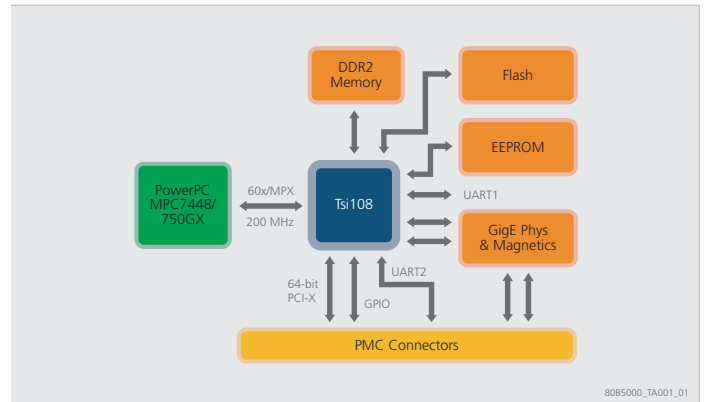 DDR2
Memory
Flash
EEPROM
PowerPC
MPC7448/
750GX
60x/MPX
200 MHz
Tsi108
UART1
GigE Phys
& Magnetics
64-bit
PCI-X
GPIO
UART2
PMC Connectors
80B5000_TA001_01